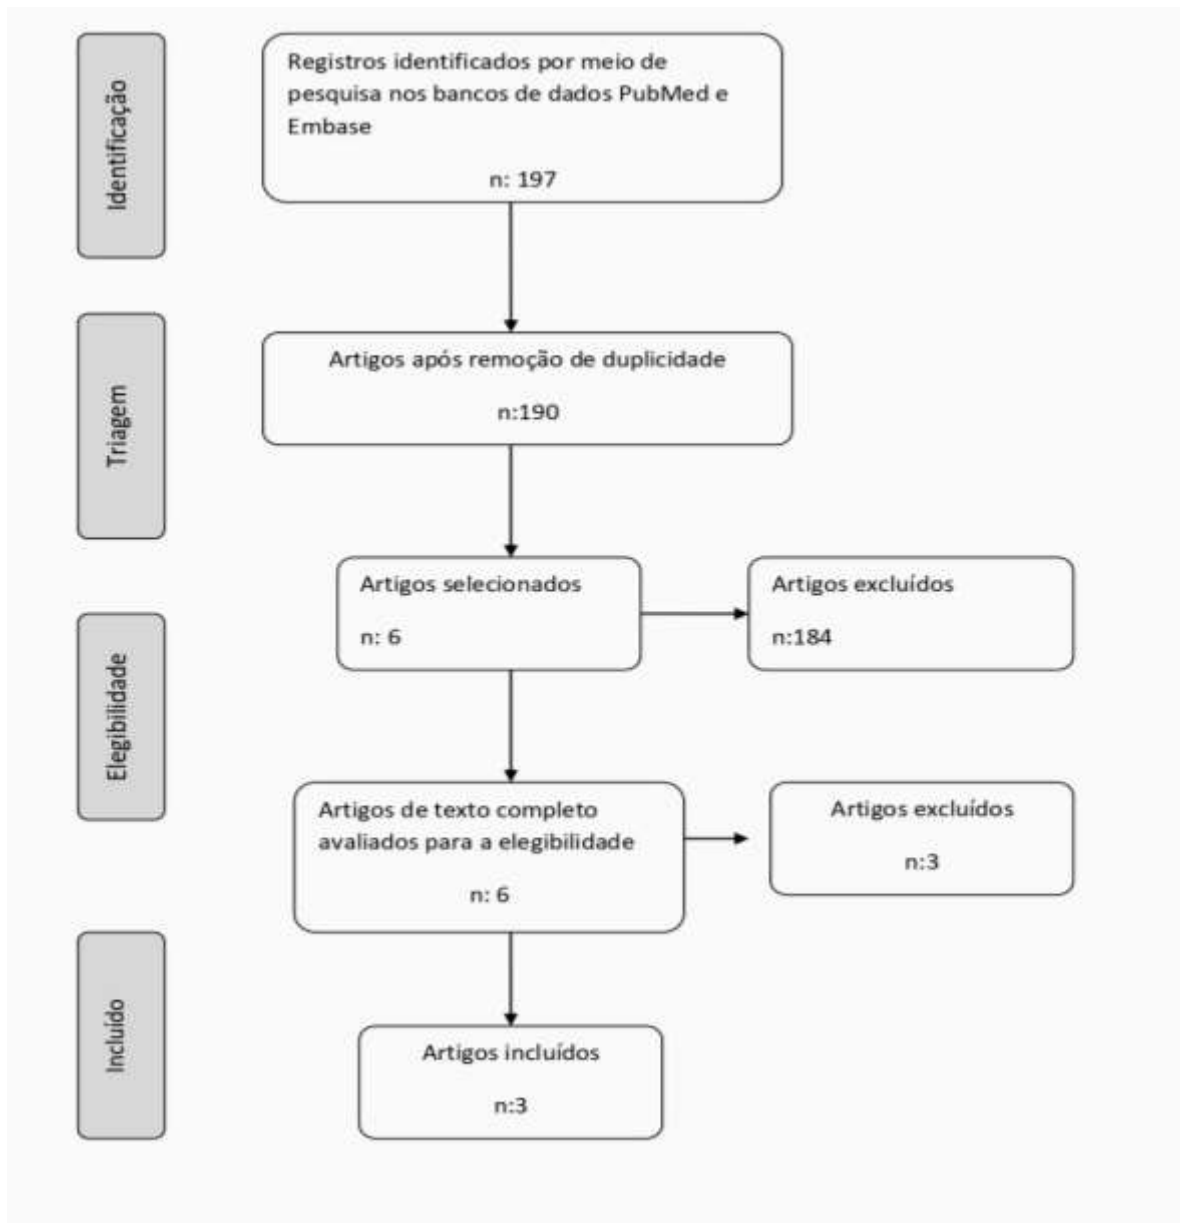 Identificação
Registros identificados por meio de
pesquisa nos bancos de dados PubMed e
Embase
n: 197
Triagem
Artigos após remoção de duplicidade
n:190
Artigos selecionados
n: 6
Artigos excluídos
n:184
Elegibilidade
Artigos de texto completo
avaliados para a elegibilidade
n: 6
Artigos excluídos
n:3
Incluído
Artigos incluídos
n:3